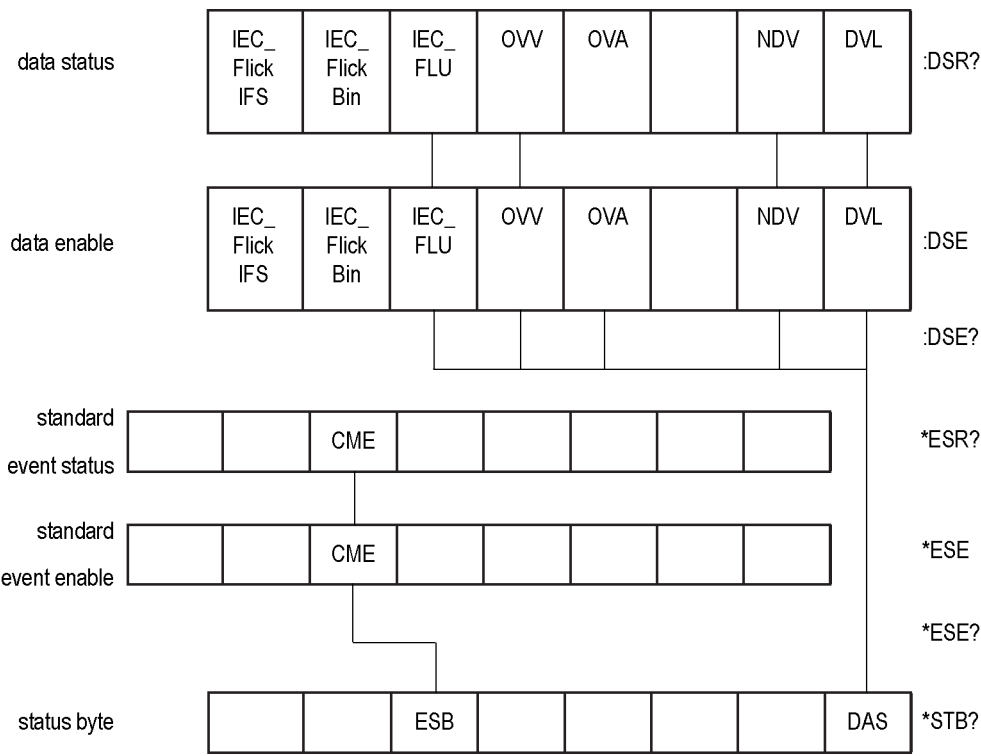 data status
IEC_
Flick
IFS
IEC_
Flick
Bin
IEC_
FLU
OVV
OVA
NDV
DVL
:DSR?
data enable
IEC_
Flick
IFS
IEC_
Flick
Bin
IEC_
FLU
OVV
OVA
NDV
DVL
:DSE
:DSE?
standard
event status
CME
*ESR?
standard
event enable
CME
*ESE
*ESE?
status byte
ESB
DAS
*STB?